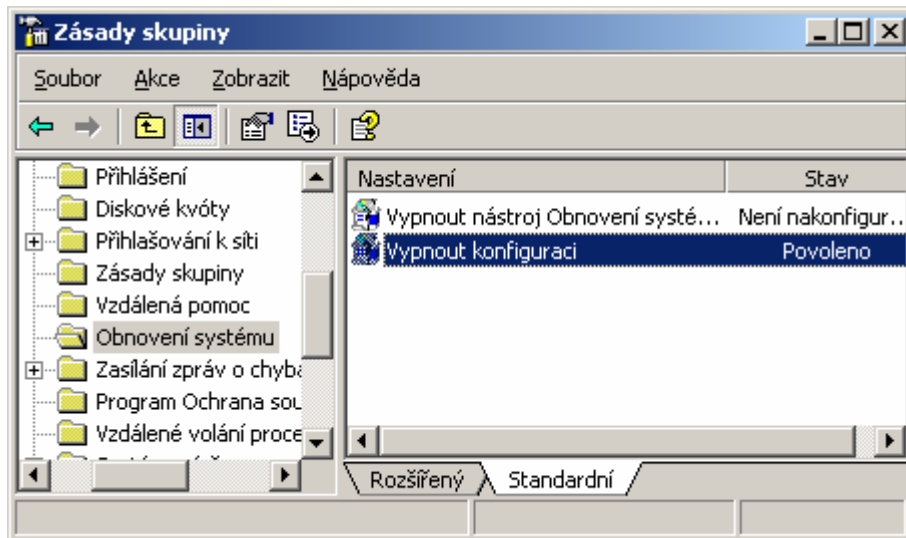 Zásady skupiny
Soubor Akce Zobrazit Nápověda
Přihlášení
Diskové kvóty
Přihlašování k síti
Zásady skupiny
Vzdálená pomoc
Obnovení systému
Zasílání zpráv o chyba
Program Ochrana sou
Vzdálené volání proce
Nastavení Stav
Vypnout nástroj Obnovení systé... Není nakonfigur...
Vypnout konfiguraci Povoleno
Rozšířený Standardní